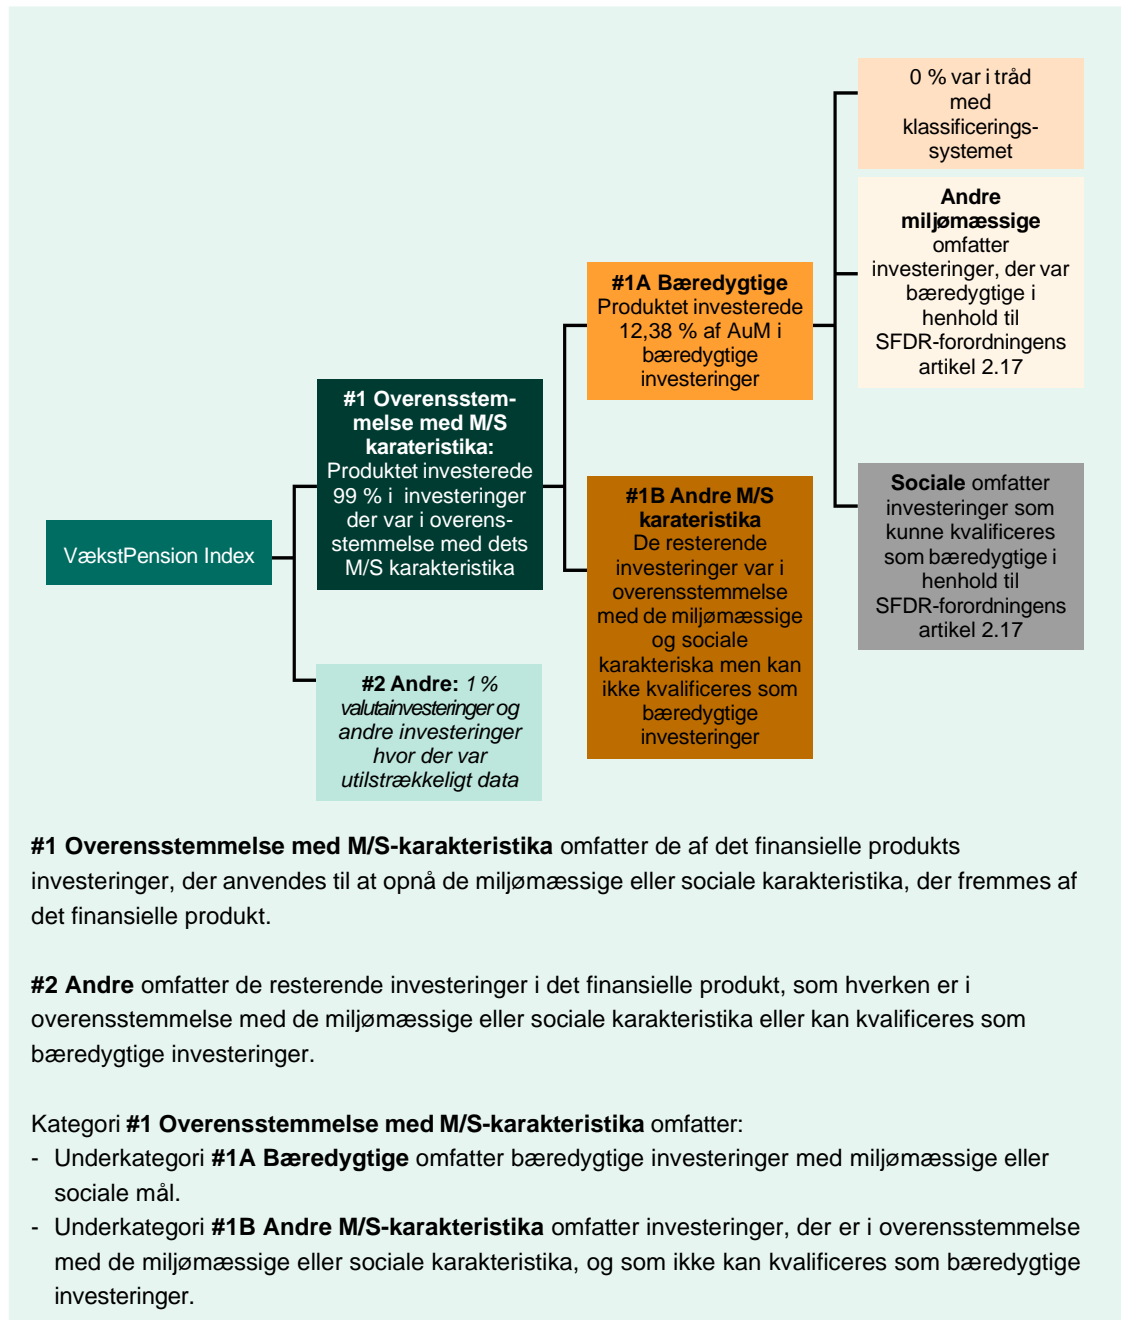 VækstPension Index
#1 Overensstem-
melse med M/S
karateristika:
Produktet investerede
99 % i investeringer
der var i overens-
stemmelse med dets
M/S karakteristika
#2 Andre: 1 %
valutainvesteringer og
andre investeringer
hvor der var
utilstrækkeligt data
#1A Bæredygtige
Produktet investerede
12,38 % af AuM i
bæredygtige
investeringer
#1B Andre M/S
karateristika
De resterende
investeringer var i
overensstemmelse
med de miljømæssige
og sociale
karakteriska men kan
ikke kvalificeres som
bæredygtige
investeringer
0 % var i tråd
med
klassificerings-
systemet
Andre
miljømæssige
omfatter
investeringer, der var
bæredygtige i
henhold til
SFDR-forordningens
artikel 2.17
Sociale omfatter
investeringer som
kunne kvalificeres
som bæredygtige i
henhold til
SFDR-forordningens
artikel 2.17
#1 Overensstemmelse med M/S-karakteristika omfatter de af det finansielle produkts
investeringer, der anvendes til at opnå de miljømæssige eller sociale karakteristika, der fremmes af
det finansielle produkt.
#2 Andre omfatter de resterende investeringer i det finansielle produkt, som hverken er i
overensstemmelse med de miljømæssige eller sociale karakteristika eller kan kvalificeres som
bæredygtige investeringer.
Kategori #1 Overensstemmelse med M/S-karakteristika omfatter:
- Underkategori #1A Bæredygtige omfatter bæredygtige investeringer med miljømæssige eller
sociale mål.
- Underkategori #1B Andre M/S-karakteristika omfatter investeringer, der er i overensstemmelse
med de miljømæssige eller sociale karakteristika, og som ikke kan kvalificeres som bæredygtige
investeringer.